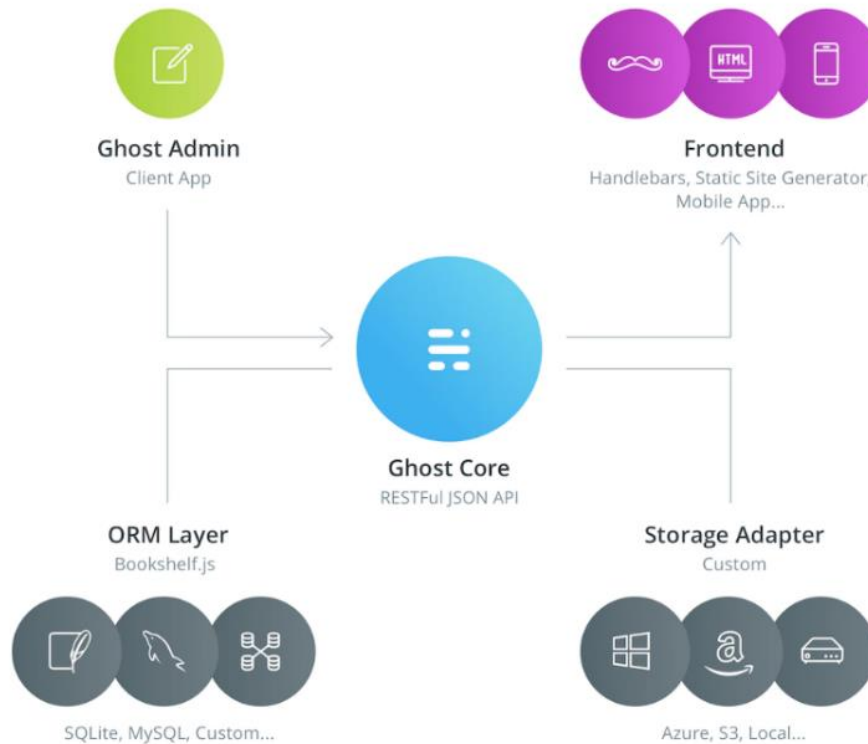 HTML
Ghost Admin
Client App
Frontend
Handlebars, Static Site Generator,
Mobile App...
Ghost Core
RESTFul JSON API
ORM Layer
Bookshelf.js
Storage Adapter
Custom
a
SQLite, MySQL, Custom...
Azure, S3, Local...